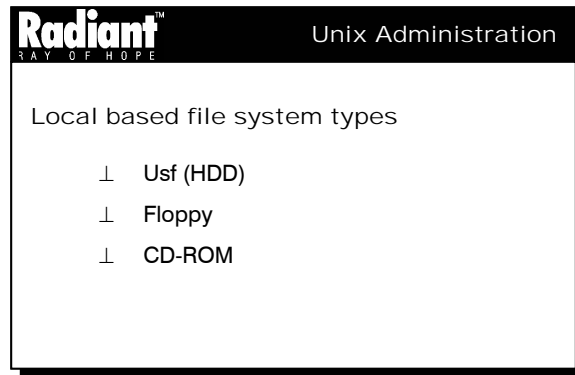 Radiant™
RAY OF HOPE
Unix Administration
Local based file system types
⊥ Usf (HDD)
⊥ Floppy
⊥ CD-ROM